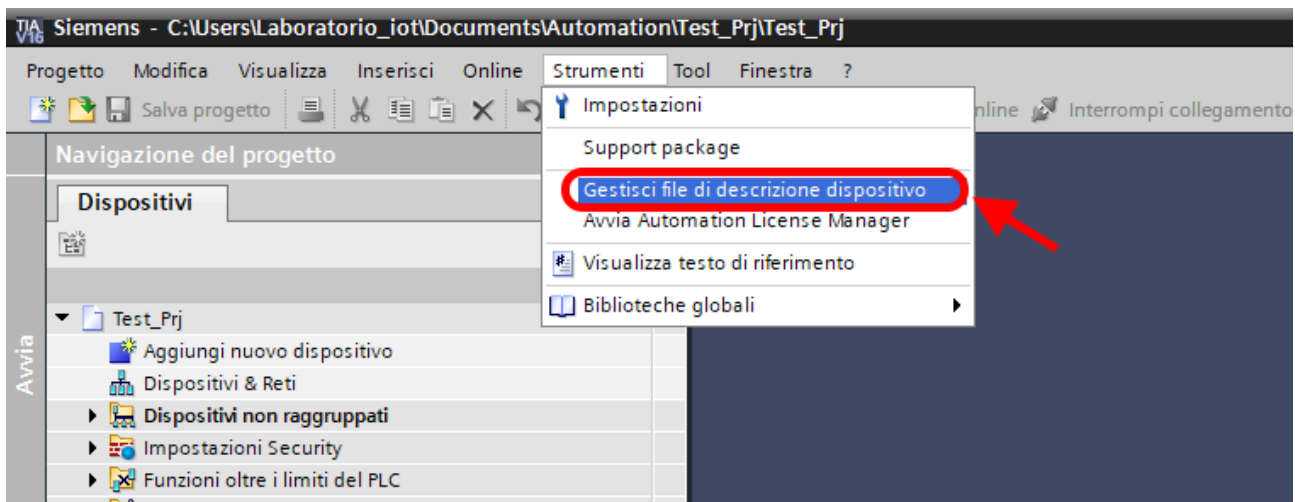 TIA V16 Siemens - C:\Users\Laboratorio_iot\Documents\Automation\Test_Prj\Test_Prj
Progetto Modifica Visualizza Inserisci Online Strumenti Tool Finestra ?
Salva progetto nline Interrompi collegamento
Impostazioni
Support package
Gestisci file di descrizione dispositivo
Avvia Automation License Manager
Visualizza testo di riferimento
Biblioteche globali
Navigazione del progetto
Dispositivi
Test_Prj
Aggiungi nuovo dispositivo
Dispositivi & Reti
Dispositivi non raggruppati
Impostazioni Security
Funzioni oltre i limiti del PLC
Avvia